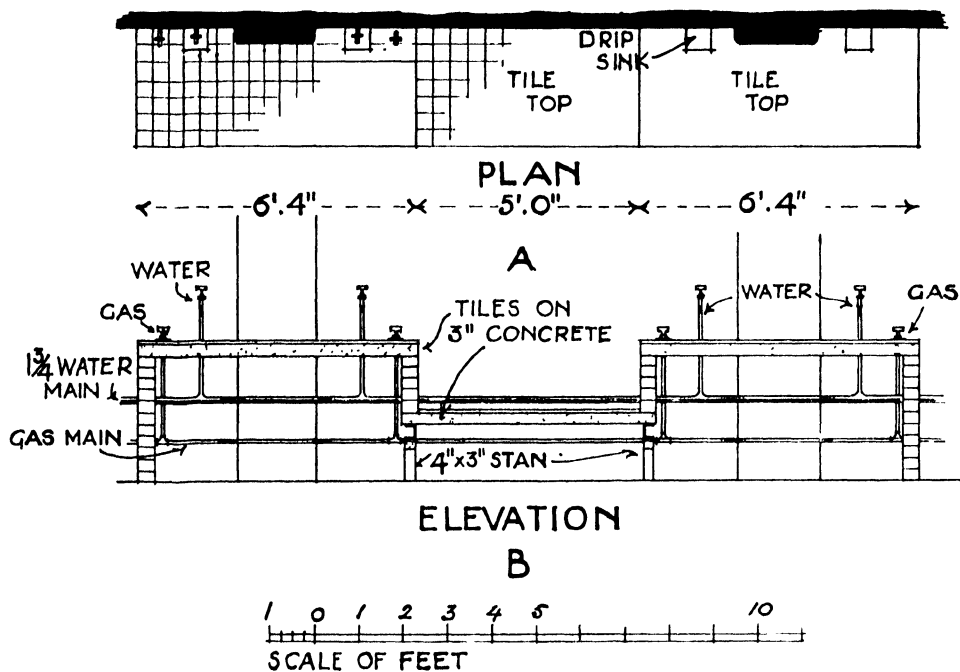 DRIP
SINK
TILE
TOP
TILE
TOP
PLAN
6'.4" 5'.0" 6'.4"
A
WATER
GAS
TILES ON
3" CONCRETE
WATER
GAS
1¾ WATER
MAIN
GAS MAIN
4"x3" STAN
ELEVATION
B
1 0 1 2 3 4 5 10
SCALE OF FEET